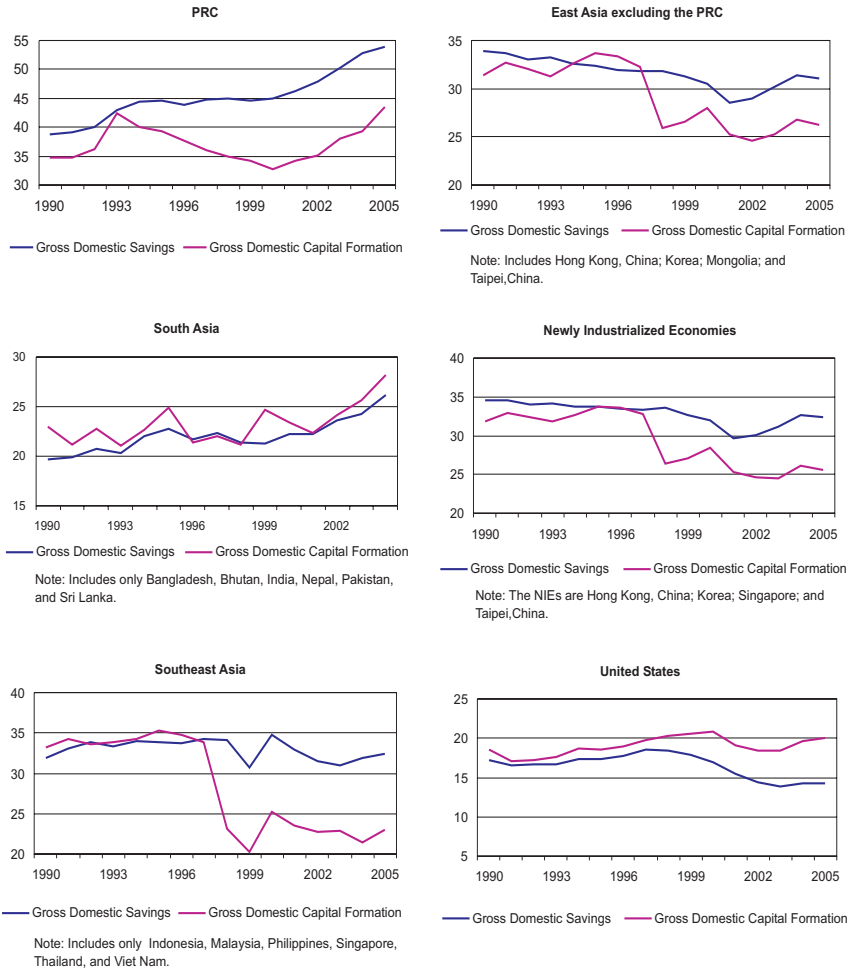 PRC
55
50
45
40
35
30
1990 1993 1996 1999 2002 2005
Gross Domestic Savings Gross Domestic Capital Formation
East Asia excluding the PRC
35
30
25
20
1990 1993 1996 1999 2002 2005
Gross Domestic Savings Gross Domestic Capital Formation
Note: Includes Hong Kong, China; Korea; Mongolia; and
Taipei,China.
South Asia
30
25
20
15
1990 1993 1996 1999 2002
Gross Domestic Savings Gross Domestic Capital Formation
Note: Includes only Bangladesh, Bhutan, India, Nepal, Pakistan,
and Sri Lanka.
Newly Industrialized Economies
40
35
30
25
20
1990 1993 1996 1999 2002 2005
Gross Domestic Savings Gross Domestic Capital Formation
Note: The NIEs are Hong Kong, China; Korea; Singapore; and
Taipei,China.
Southeast Asia
40
35
30
25
20
1990 1993 1996 1999 2002 2005
Gross Domestic Savings Gross Domestic Capital Formation
Note: Includes only Indonesia, Malaysia, Philippines, Singapore,
Thailand, and Viet Nam.
United States
25
20
15
10
5
1990 1993 1996 1999 2002 2005
Gross Domestic Savings Gross Domestic Capital Formation